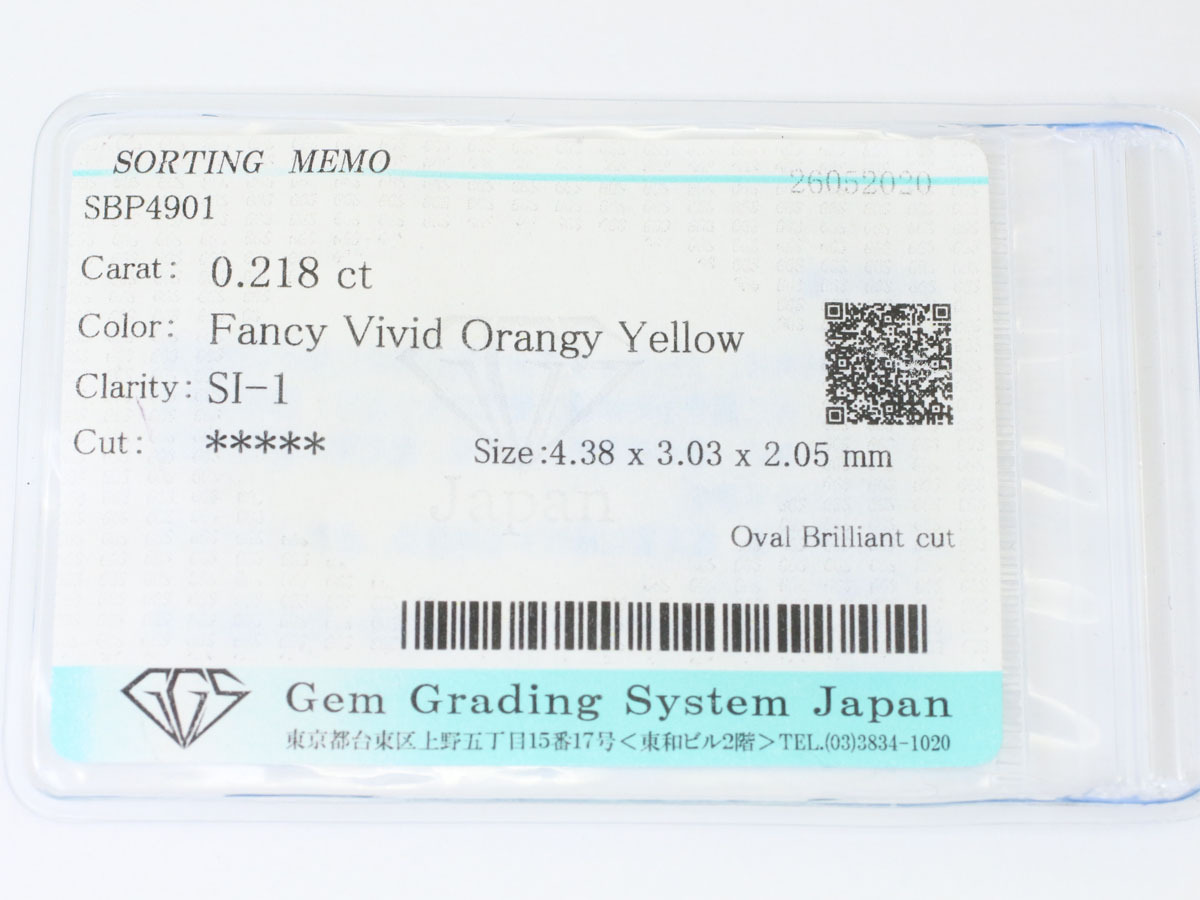 SORTING MEMO
26052020
SBP4901
Carat: 0.218 ct
Color: Fancy Vivid Orangy Yellow
Clarity: SI-1
Cut: *****
Size:4.38 x 3.03 x 2.05 mm
Japan
Oval Brilliant cut
GGS
Gem Grading System Japan
東京都台東区上野五丁目15番17号<東和ビル2階>TEL.(03)3834-1020